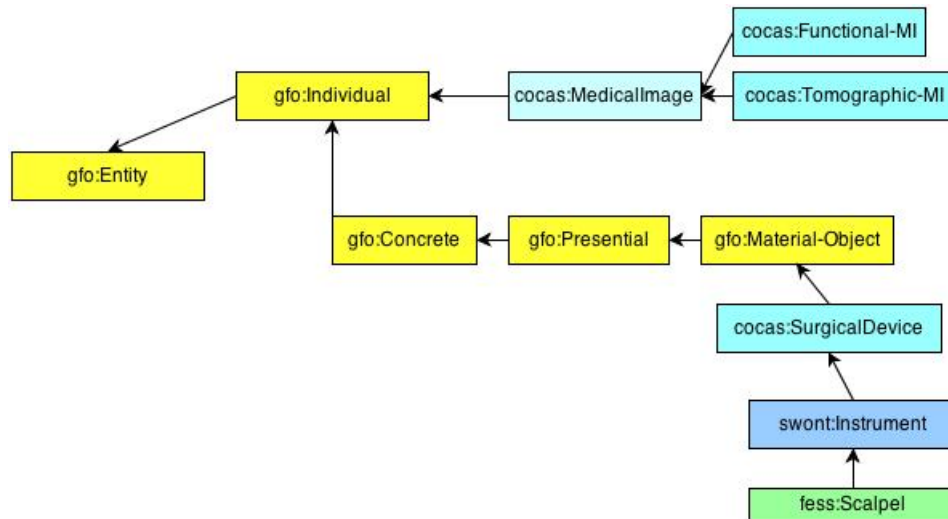 cocas:Functional-MI
gfo:Individual
cocas:MedicalImage
cocas:Tomographic-MI
gfo:Entity
gfo:Concrete
gfo:Presential
gfo:Material-Object
cocas:SurgicalDevice
swont:Instrument
fess:Scalpel